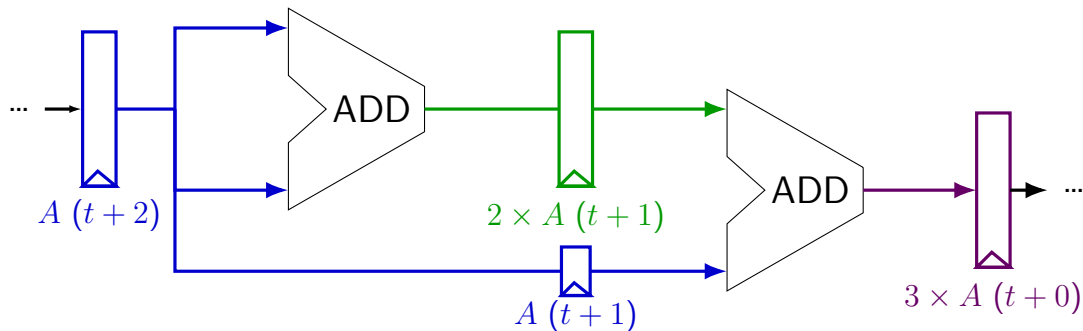 ...
ADD
ADD
...
A (t + 2)
2 × A (t + 1)
A (t + 1)
3 × A (t + 0)